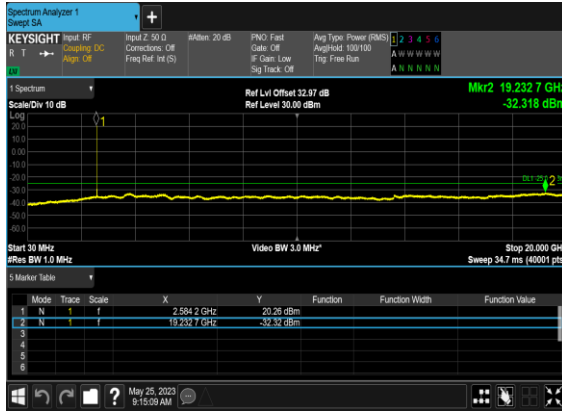 Spectrum Analyzer 1
Swept SA
KEYSIGHT
R T
LU
Input: RF
Coupling: DC
Align: Off
Input Z: 50 Ω
Corrections: Off
Freq Ref: Int (S)
#Atten: 20 dB
PNO: Fast
Gate: Off
IF Gain: Low
Sig Track: Off
Avg Type: Power (RMS)
Avg|Hold: 100/100
Trig: Free Run
1 2 3 4 5 6
A W W W W W
A N N N N N
1 Spectrum
Scale/Div 10 dB
Ref Lvl Offset 32.97 dB
Ref Level 30.00 dBm
Mkr2 19.232 7 GHz
-32.318 dBm
Log
20.0
10.0
0.00
-10.0
-20.0
-30.0
-40.0
-50.0
-60.0
1
2
Start 30 MHz
#Res BW 1.0 MHz
Video BW 3.0 MHz*
Stop 20.000 GH
Sweep 34.7 ms (40001 pts
5 Marker Table
Mode Trace Scale X Y Function Function Width Function Value
1 N 1 f 2.584 2 GHz 20.26 dBm
2 N 1 f 19.232 7 GHz -32.32 dBm
3
4
5
6
May 25, 2023
9:15:09 AM